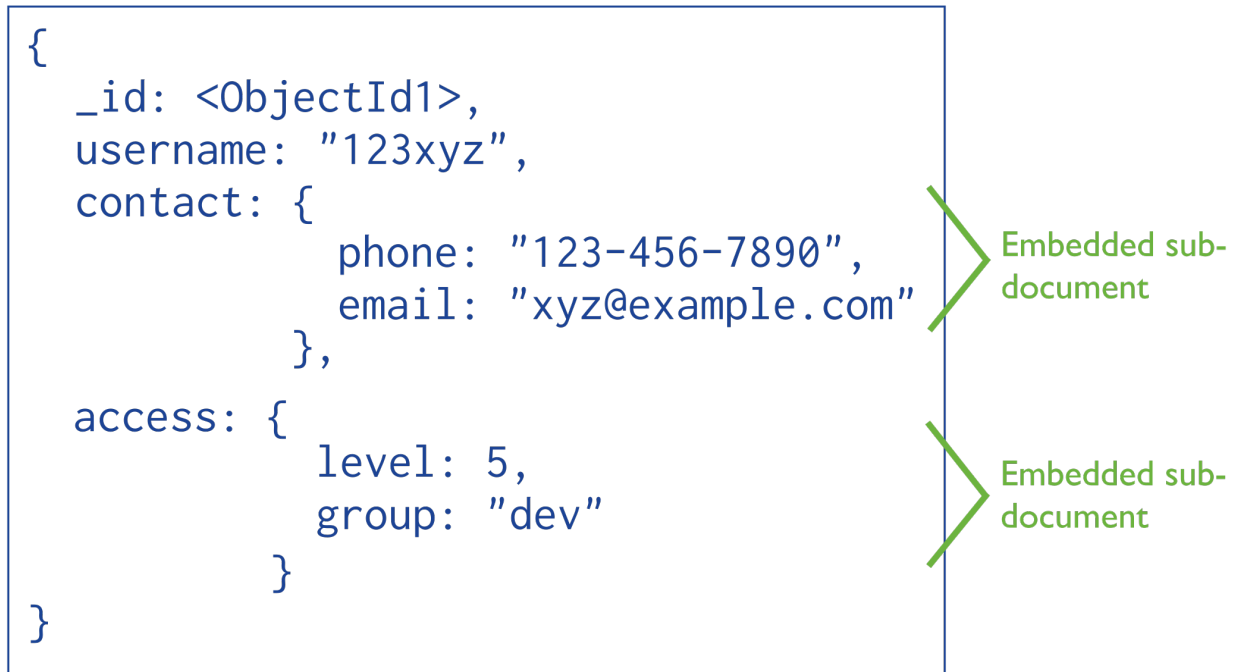 {
_id: <ObjectId1>,
username: "123xyz",
contact: {
phone: "123-456-7890",
email: "xyz@example.com"
},
access: {
level: 5,
group: "dev"
}
}
Embedded sub-
document
Embedded sub-
document